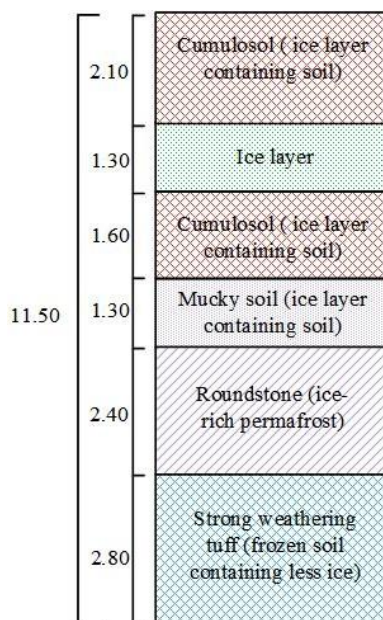 2.10
Cumulosol ( ice layer
containing soil)
1.30
Ice layer
1.60
Cumulosol ( ice layer
containing soil)
11.50
1.30
Mucky soil (ice layer
containing soil)
2.40
Roundstone (ice-
rich permafrost)
2.80
Strong weathering
tuff (frozen soil
containing less ice)